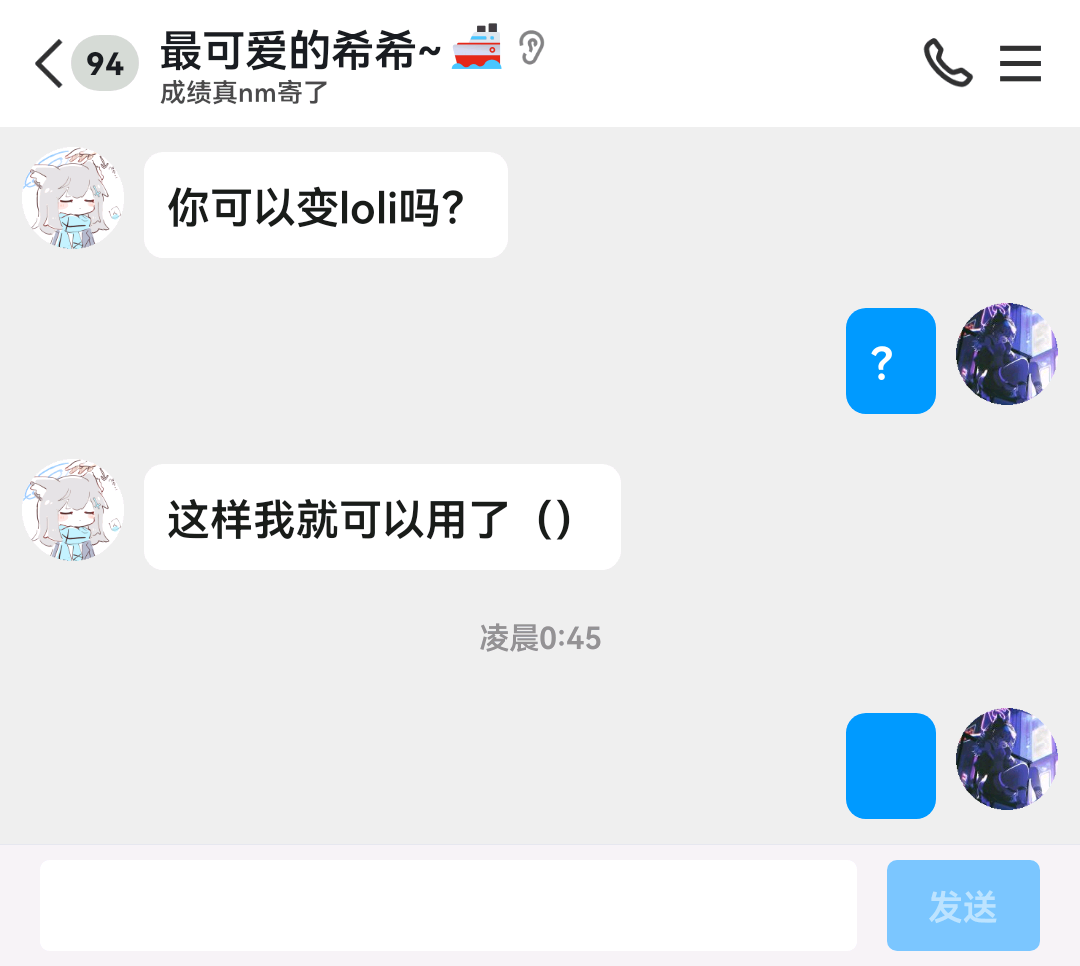 94
最可爱的希希~
成绩真nm寄了
你可以变loli吗？
？
这样我就可以用了（）
凌晨0:45
发送